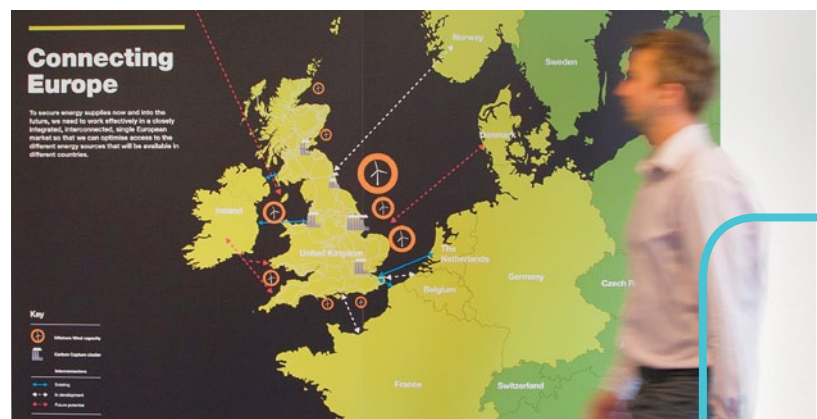 Connecting
Europe
To secure energy supplies now and into the
future, we need to work effectively in a closely
integrated, interconnected, single European
market so that we can optimise access to the
different energy sources that will be available in
different countries.
Norway
Sweden
Denmark
Ireland
United Kingdom
The
Netherlands
Belgium
Germany
Czech
France
Switzerland
Key
Offshore Wind capacity
Carbon Capture cluster
Interconnectors
Existing
In development
Future potential